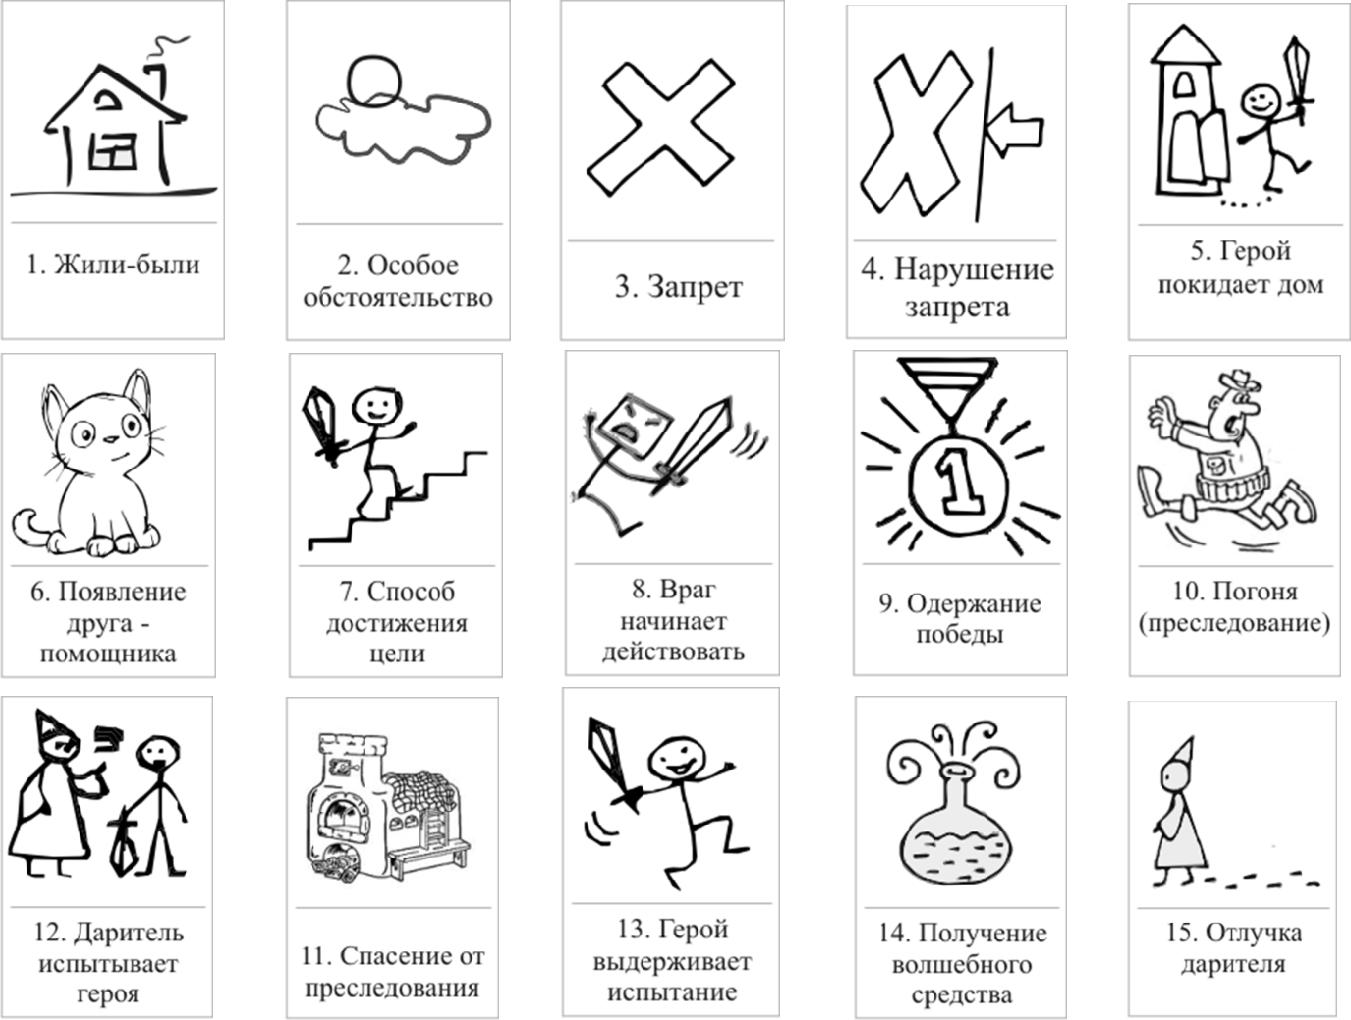 1. Жили-были
2. Особое
обстоятельство
3. Запрет
4. Нарушение
запрета
5. Герой
покидает дом
6. Появление
друга -
помощника
7. Способ
достижения
цели
8. Враг
начинает
действовать
1
9. Одержание
победы
10. Погоня
(преследование)
12. Даритель
испытывает
героя
11. Спасение от
преследования
13. Герой
выдерживает
испытание
14. Получение
волшебного
средства
15. Отлучка
дарителя